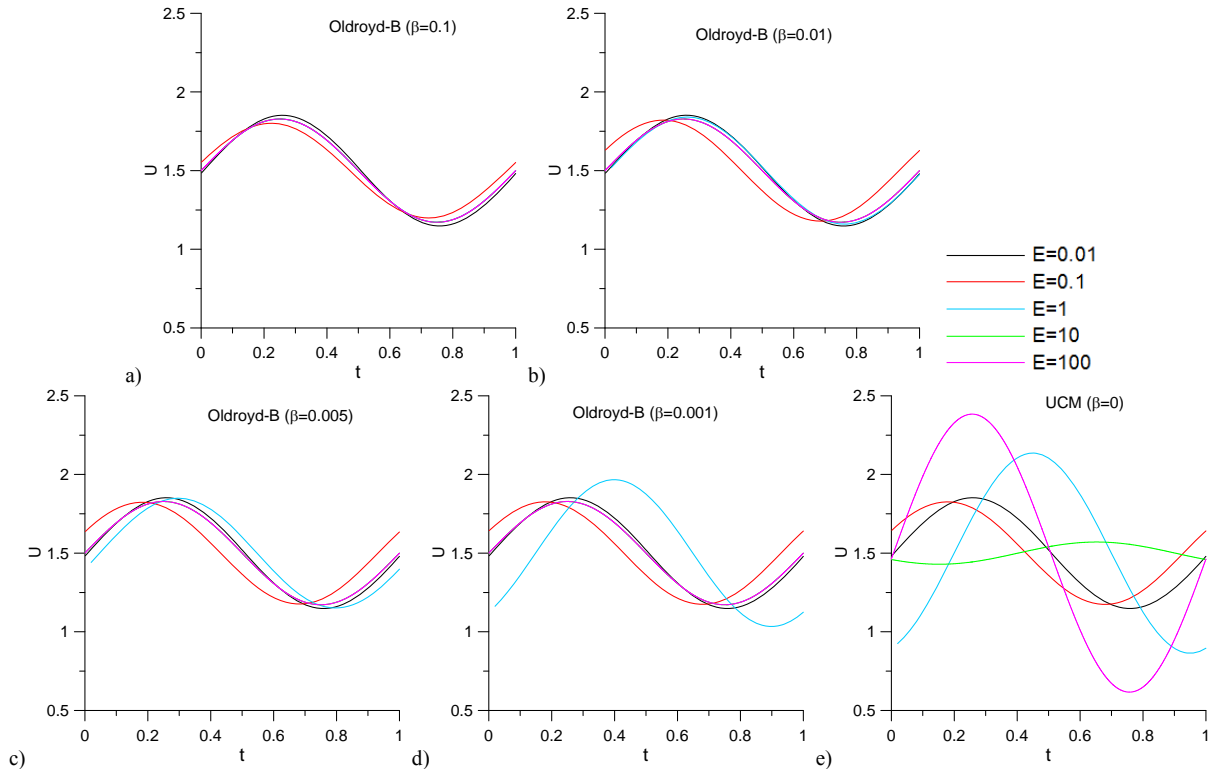 Oldroyd-B (β=0.1)
2.5
2
1.5
1
0.5
U
0
0.2
0.4
0.6
0.8
1
t
a)
Oldroyd-B (β=0.01)
2.5
2
1.5
1
0.5
U
0
0.2
0.4
0.6
0.8
1
t
b)
E=0.01
E=0.1
E=1
E=10
E=100
Oldroyd-B (β=0.005)
2.5
2
1.5
1
0.5
U
0
0.2
0.4
0.6
0.8
1
t
c)
Oldroyd-B (β=0.001)
2.5
2
1.5
1
0.5
U
0
0.2
0.4
0.6
0.8
1
t
d)
UCM (β=0)
2.5
2
1.5
1
0.5
U
0
0.2
0.4
0.6
0.8
1
t
e)